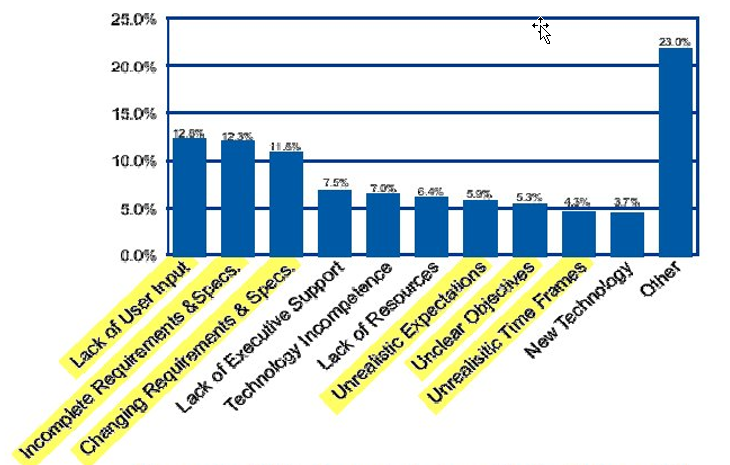 25.0%
20.0%
15.0%
10.0%
5.0%
0.0%
12.8%
12.3%
11.8%
7.5%
7.0%
6.4%
5.9%
5.3%
4.3%
3.7%
23.0%
Lack of User Input
Incomplete Requirements &Specs.
Changing Requirements & Specs.
Lack of Executive Support
Technology Incompetence
Lack of Resources
Unrealistic Expectations
Unclear Objectives
Unrealisitic Time Frames
New Technology
Other